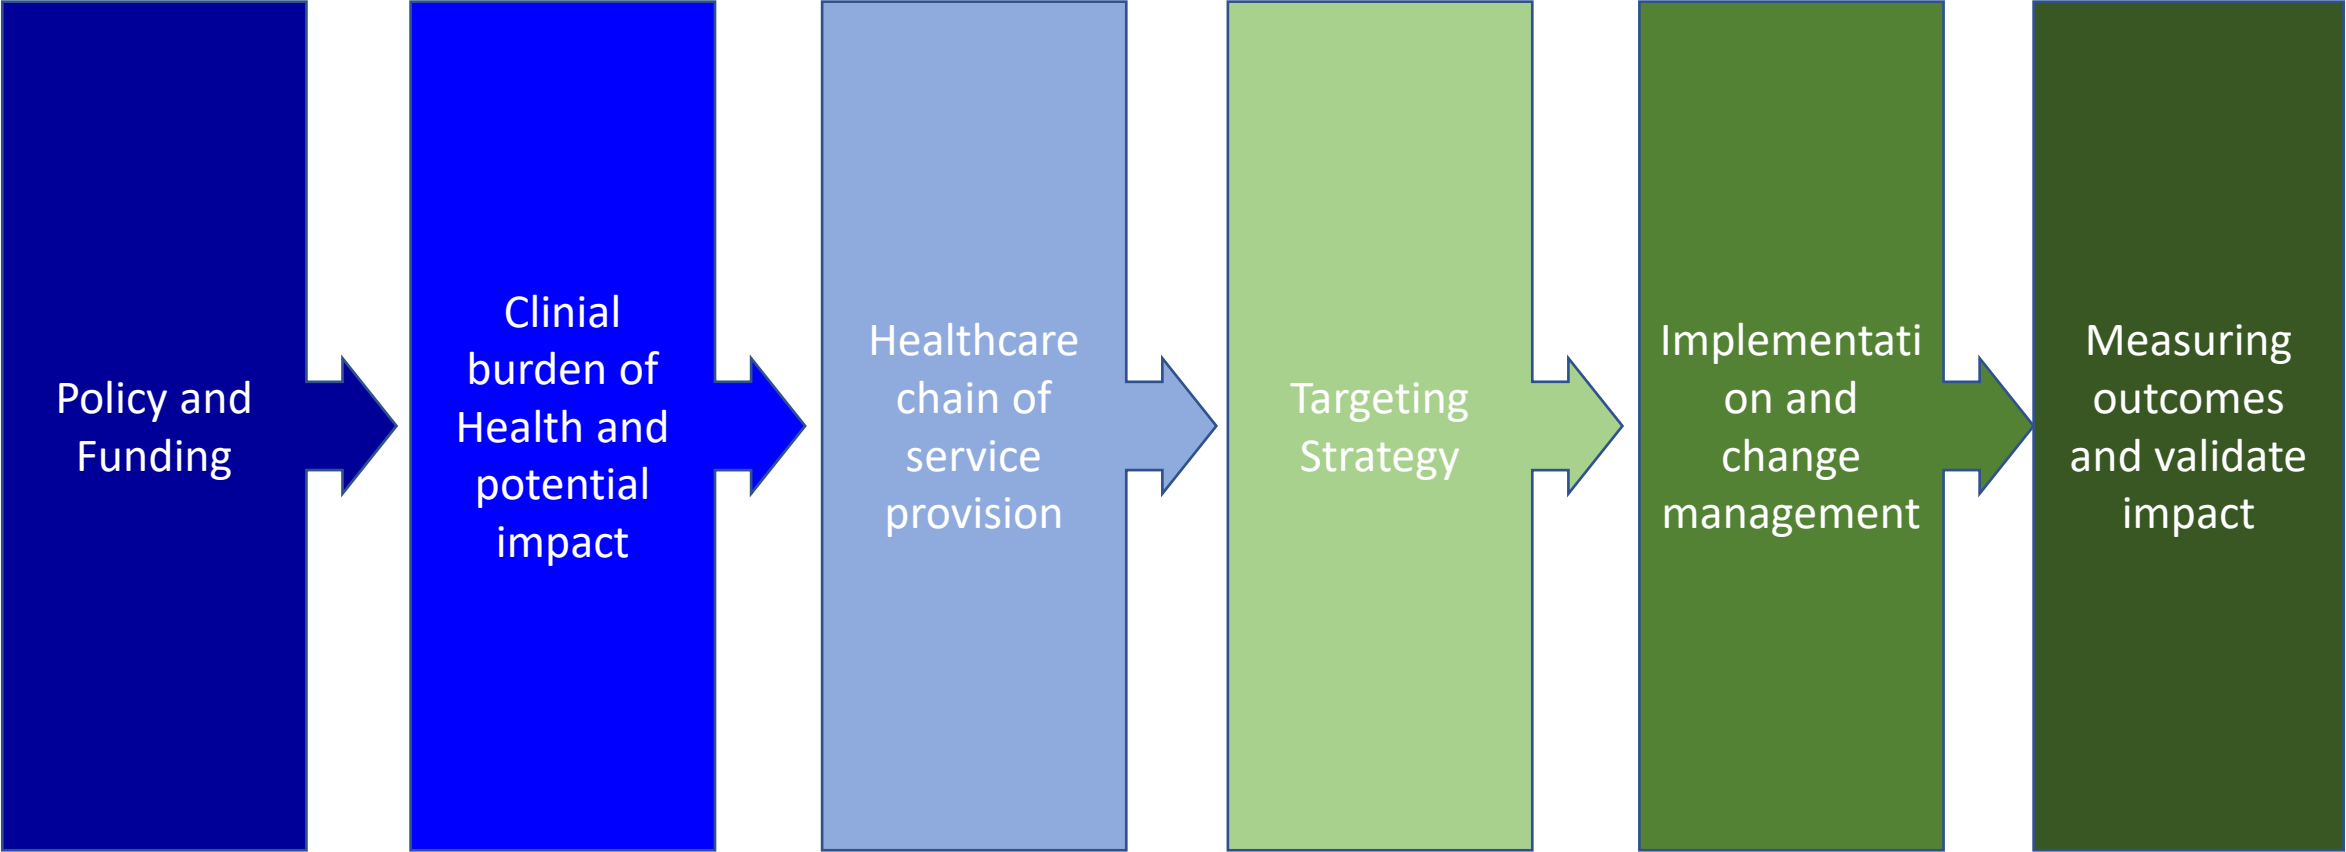 Policy and
Funding
Clinial
burden of
Health and
potential
impact
Healthcare
chain of
service
provision
Targeting
Strategy
Implementati
on and
change
management
Measuring
outcomes
and validate
impact